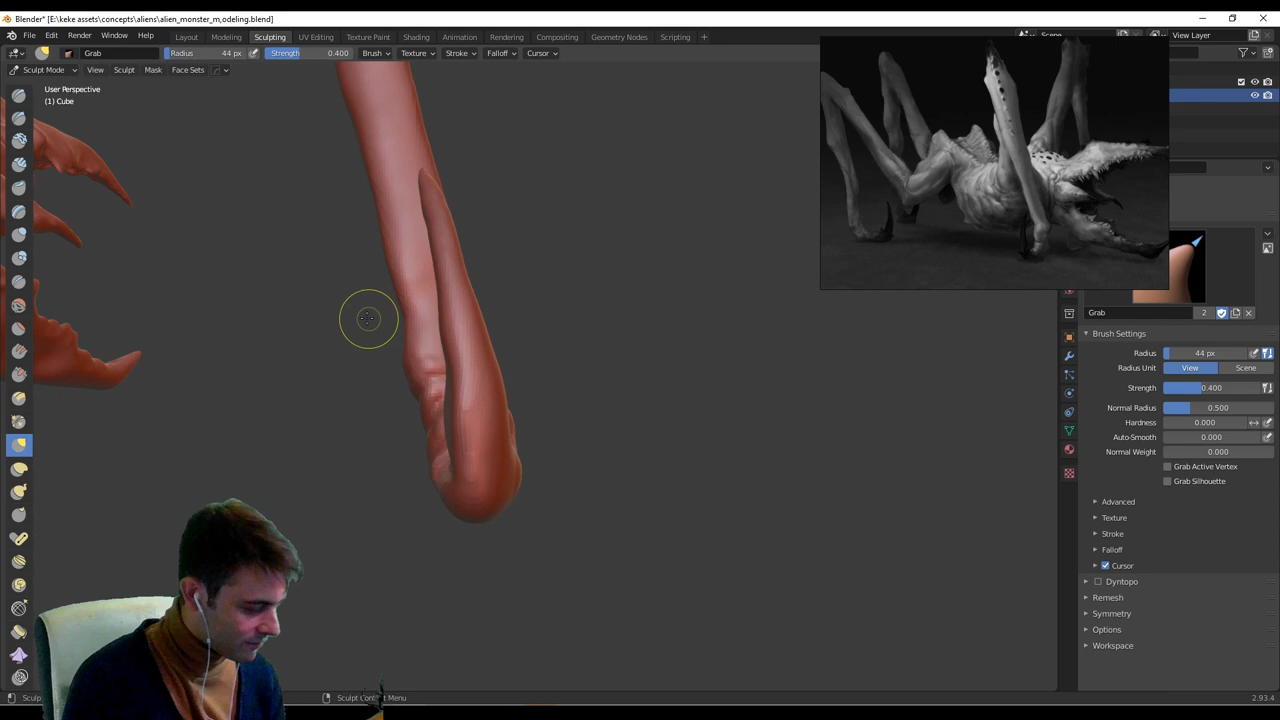 Blender* [E:\keke assets\concepts\aliens\alien_monster_m,odeling.blend]
File Edit Render Window Help Layout Modeling Sculpting UV Editing Texture Paint Shading Animation Rendering Compositing Geometry Nodes Scripting + Scene View Layer
Grab Radius 44 px Strength 0.400 Brush Texture Stroke Falloff Cursor
Sculpt Mode View Sculpt Mask Face Sets
User Perspective
(1) Cube
Grab 2
Brush Settings
Radius 44 px
Radius Unit View Scene
Strength 0.400
Normal Radius 0.500
Hardness 0.000
Auto-Smooth 0.000
Normal Weight 0.000
Grab Active Vertex
Grab Silhouette
Advanced
Texture
Stroke
Falloff
Cursor
Dyntopo
Remesh
Symmetry
Options
Workspace
Sculpt Menu 2.93.4